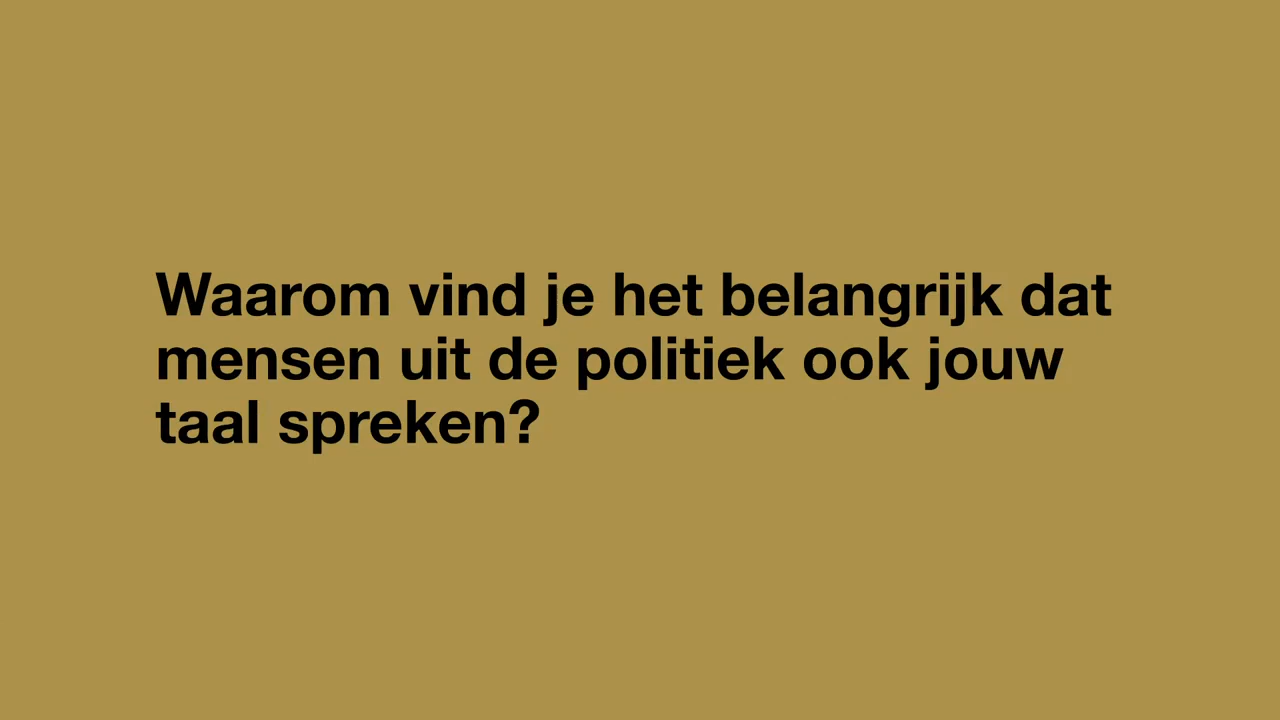 Waarom vind je het belangrijk dat
mensen uit de politiek ook jouw
taal spreken?